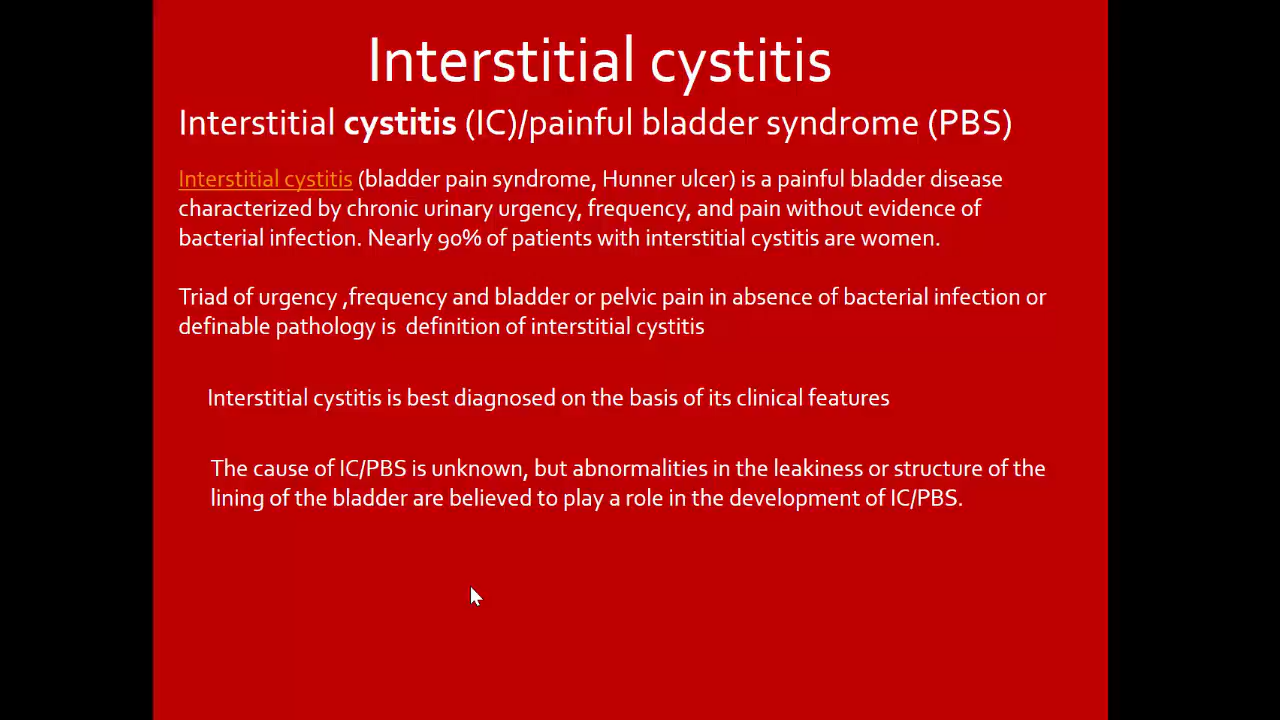 Interstitial cystitis
Interstitial cystitis (IC)/painful bladder syndrome (PBS)
Interstitial cystitis (bladder pain syndrome, Hunner ulcer) is a painful bladder disease
characterized by chronic urinary urgency, frequency, and pain without evidence of
bacterial infection. Nearly 90% of patients with interstitial cystitis are women.
Triad of urgency ,frequency and bladder or pelvic pain in absence of bacterial infection or
definable pathology is  definition of interstitial cystitis
Interstitial cystitis is best diagnosed on the basis of its clinical features
The cause of IC/PBS is unknown, but abnormalities in the leakiness or structure of the
lining of the bladder are believed to play a role in the development of IC/PBS.